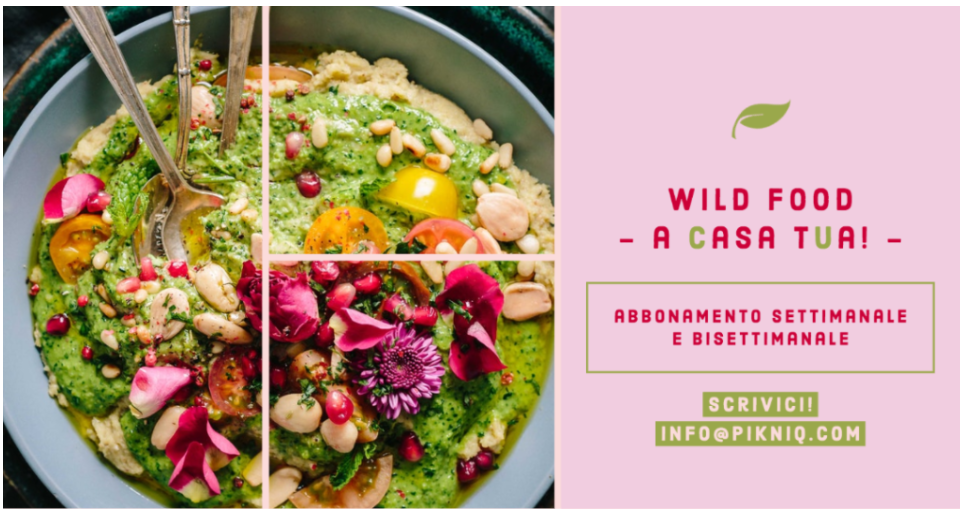 WILD FOOD
– A CASA TUA! –
ABBONAMENTO SETTIMANALE
E BISETTIMANALE
SCRIVICI!
INFO@PIKNIQ.COM